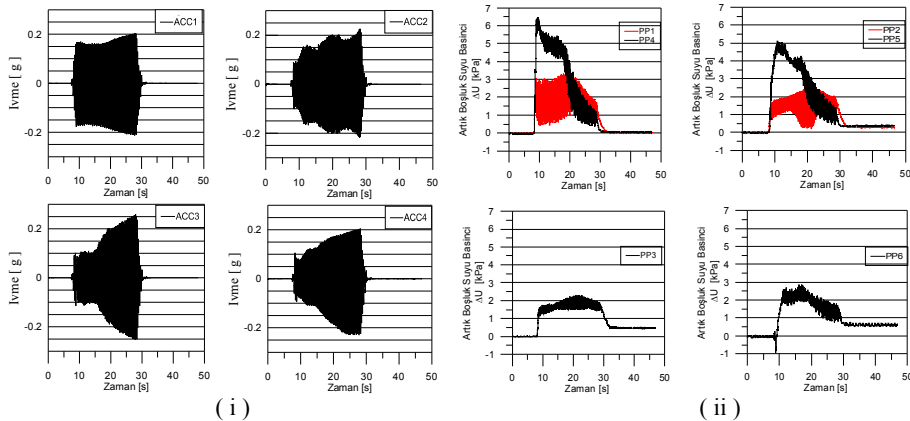 ACC1
İvme [ g ]
0.2
0
-0.2
0 10 20 30 40 50
Zaman [s]
ACC2
İvme [ g ]
0.2
0
-0.2
0 10 20 30 40 50
Zaman [s]
PP1
PP4
Artık Boşluk Suyu Basinci
ΔU [kPa]
7
6
5
4
3
2
1
0
-1
0 10 20 30 40 50
Zaman [s]
PP2
PP5
Artık Boşluk Suyu Basinci
ΔU [kPa]
7
6
5
4
3
2
1
0
-1
0 10 20 30 40 50
Zaman [s]
ACC3
İvme [ g ]
0.2
0
-0.2
0 10 20 30 40 50
Zaman [s]
ACC4
İvme [ g ]
0.2
0
-0.2
0 10 20 30 40 50
Zaman [s]
PP3
Artık Boşluk Suyu Basinci
ΔU [kPa]
7
6
5
4
3
2
1
0
-1
0 10 20 30 40 50
Zaman [s]
PP6
Artık Boşluk Suyu Basinci
ΔU [kPa]
7
6
5
4
3
2
1
0
-1
0 10 20 30 40 50
Zaman [s]
( i )
( ii )